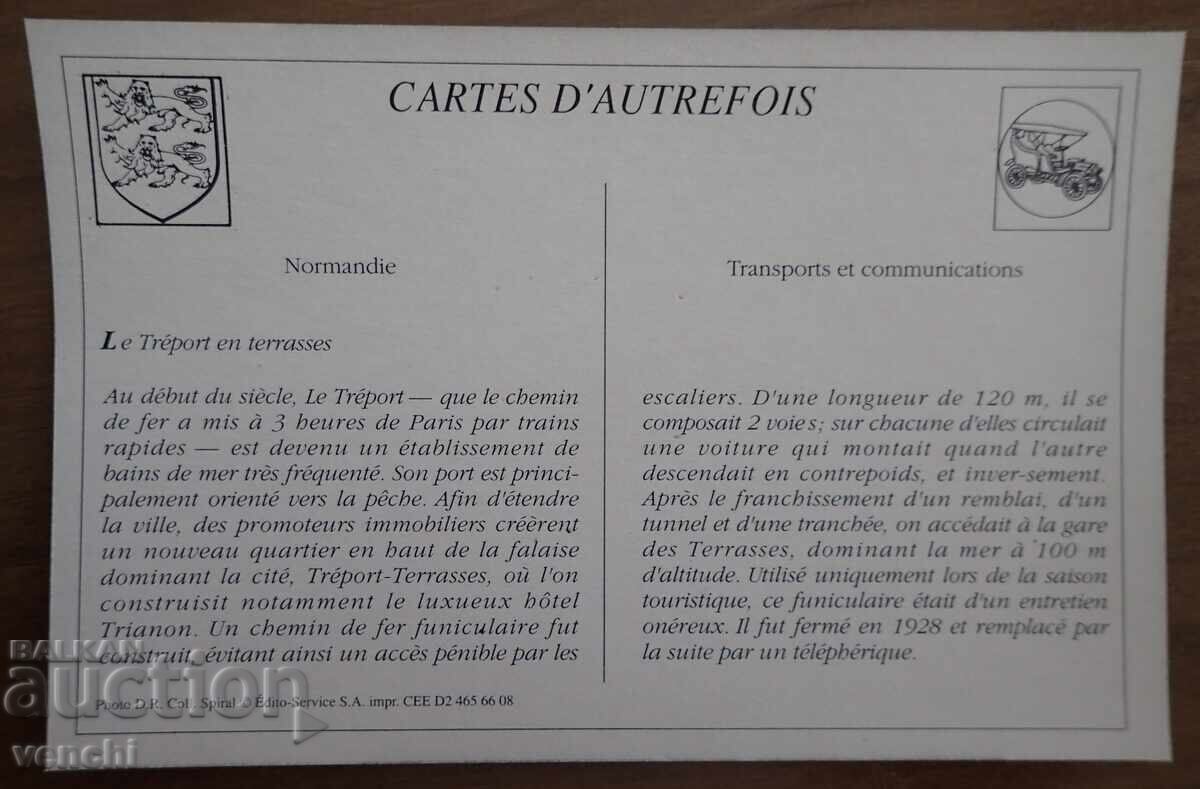 CARTES D'AUTREFOIS
Normandie
Le Tréport en terrasses
Au début du siècle, Le Tréport — que le chemin
de fer a mis à 3 heures de Paris par trains
rapides — est devenu un établissement de
bains de mer très fréquenté. Son port est princi-
palement orienté vers la pêche. Afin d'étendre
la ville, des promoteurs immobiliers créèrent
un nouveau quartier en haut de la falaise
dominant la cité, Tréport-Terrasses, où l'on
construisit notamment le luxueux hôtel
Trianon. Un chemin de fer funiculaire fut
construit, évitant ainsi un accès pénible par les
Transports et communications
escaliers. D'une longueur de 120 m, il se
composait 2 voies; sur chacune d'elles circulait
une voiture qui montait quand l'autre
descendait en contrepoids, et inver-sement.
Après le franchissement d'un remblai, d'un
tunnel et d'une tranchée, on accédait à la gare
des Terrasses, dominant la mer à 100 m
d'altitude. Utilisé uniquement lors de la saison
touristique, ce funiculaire était d'un entretien
onéreux. Il fut fermé en 1928 et remplacé par
la suite par un téléphérique.
Photo D.R. Coll. Spiral © Édito-Service S.A. impr. CEE D2 465 66 08
BALKAN
auction
venchi